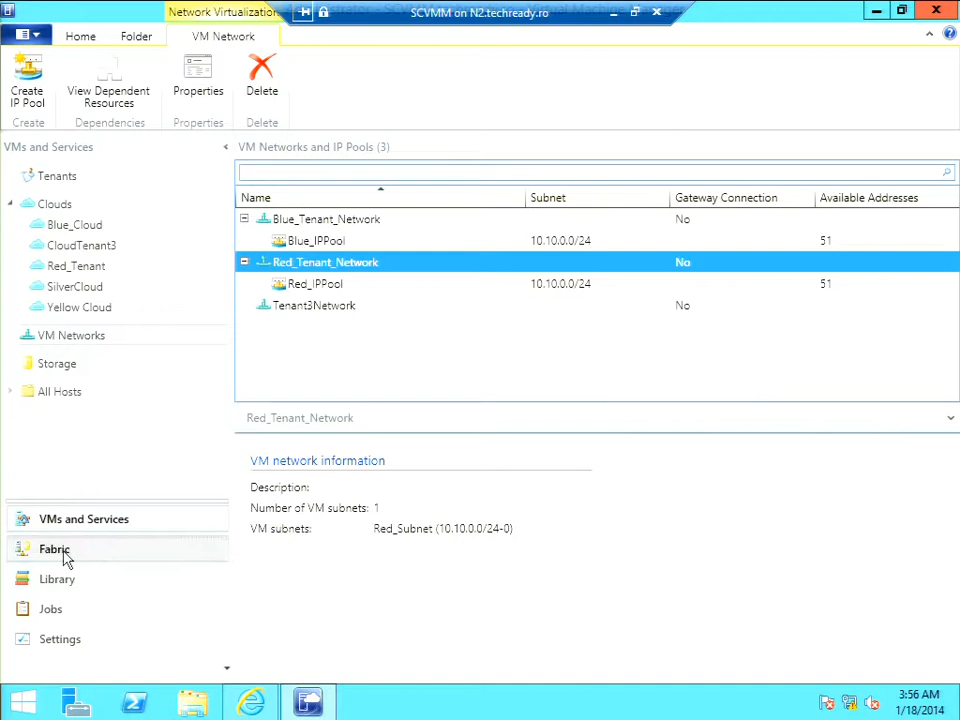 Network Virtualization
SCVMM on N2.techready.ro
Home
Folder
VM Network
Create
IP Pool
View Dependent
Resources
Properties
Delete
Create
Dependencies
Properties
Delete
VMs and Services
Tenants
Clouds
Blue_Cloud
CloudTenant3
Red_Tenant
SilverCloud
Yellow Cloud
VM Networks
Storage
All Hosts
VM Networks and IP Pools (3)
Name
Subnet
Gateway Connection
Available Addresses
Blue_Tenant_Network
No
Blue_IPPool
10.10.0.0/24
51
Red_Tenant_Network
No
Red_IPPool
10.10.0.0/24
51
Tenant3Network
No
Red_Tenant_Network
VM network information
Description:
Number of VM subnets: 1
VM subnets: Red_Subnet (10.10.0.0/24-0)
VMs and Services
Fabric
Library
Jobs
Settings
3:56 AM
1/18/2014